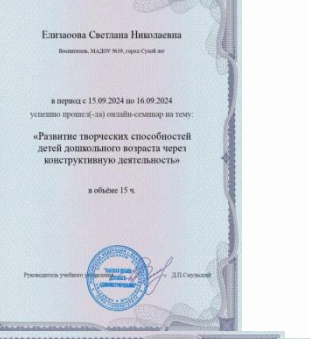 Елизарова Светлана Николаевна
Воспитатель, МАДОУ №39, город Сухой лог
в период с 15.09.2024 по 16.09.2024
успешно прошел(-ла) онлайн-семинар на тему:
«Развитие творческих способностей
детей дошкольного возраста через
конструктивную деятельность»
в объёме 15 ч.
Руководитель учебного Д.П.Скульский